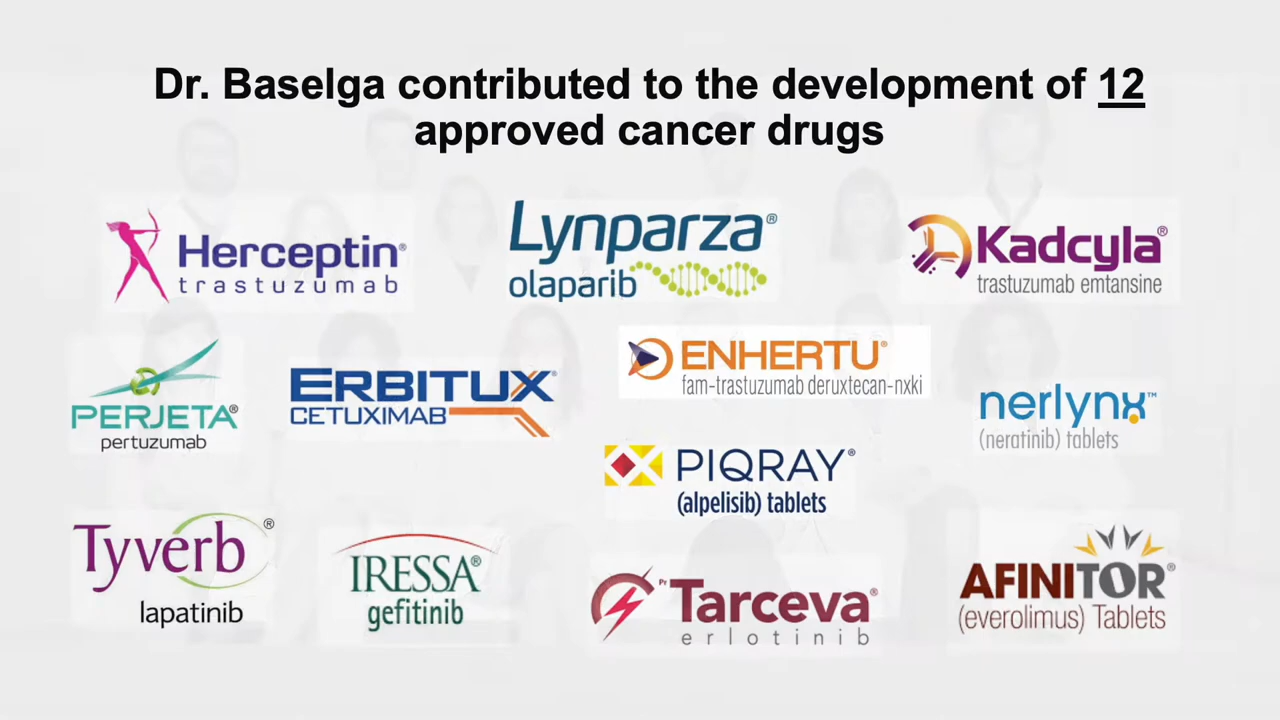 Dr. Baselga contributed to the development of 12
approved cancer drugs
Herceptin®
trastuzumab
Lynparza®
olaparib
Kadcyla®
trastuzumab emtansine
PERJETA®
pertuzumab
ERBITUX®
CETUXIMAB
ENHERTU®
fam-trastuzumab deruxtecan-nxki
nerlynx™
(neratinib) tablets
PIQRAY®
(alpelisib) tablets
Tyverb®
lapatinib
IRESSA®
gefitinib
Pr Tarceva®
erlotinib
AFINITOR®
(everolimus) Tablets